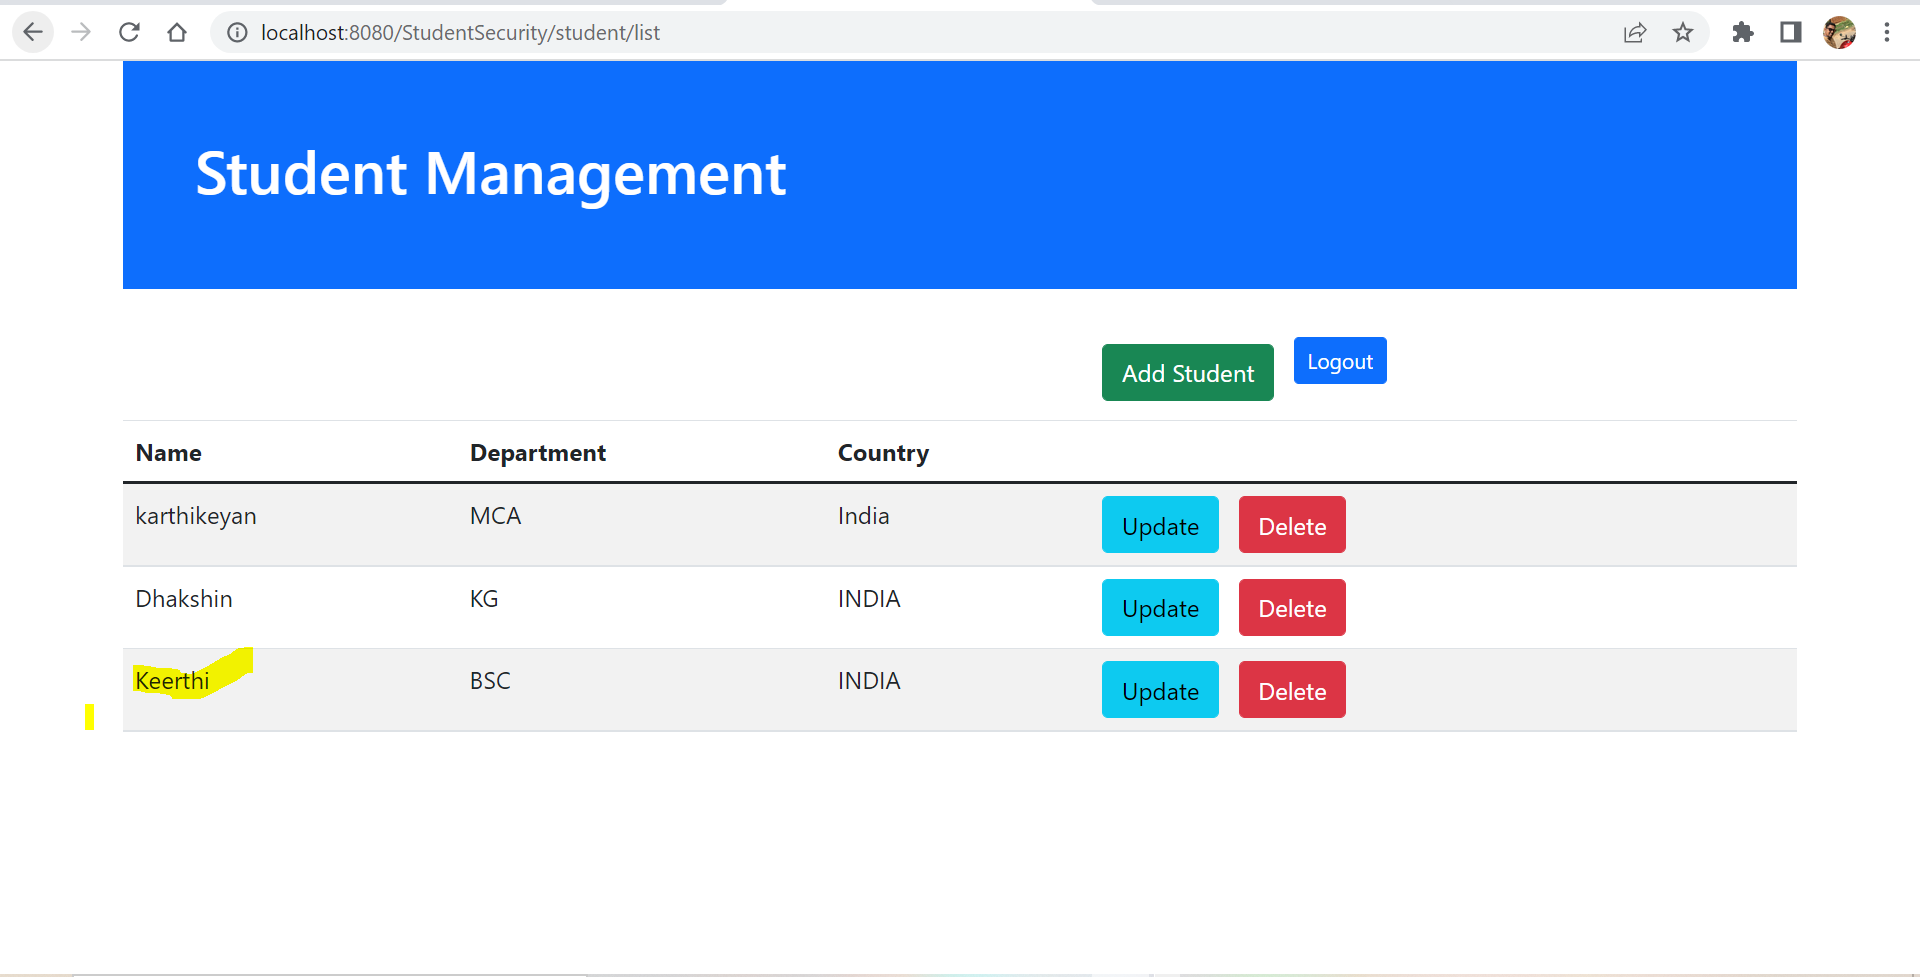 localhost:8080/StudentSecurity/student/list
Student Management
Add Student Logout
Name Department Country
karthikeyan MCA India Update Delete
Dhakshin KG INDIA Update Delete
Keerthi BSC INDIA Update Delete